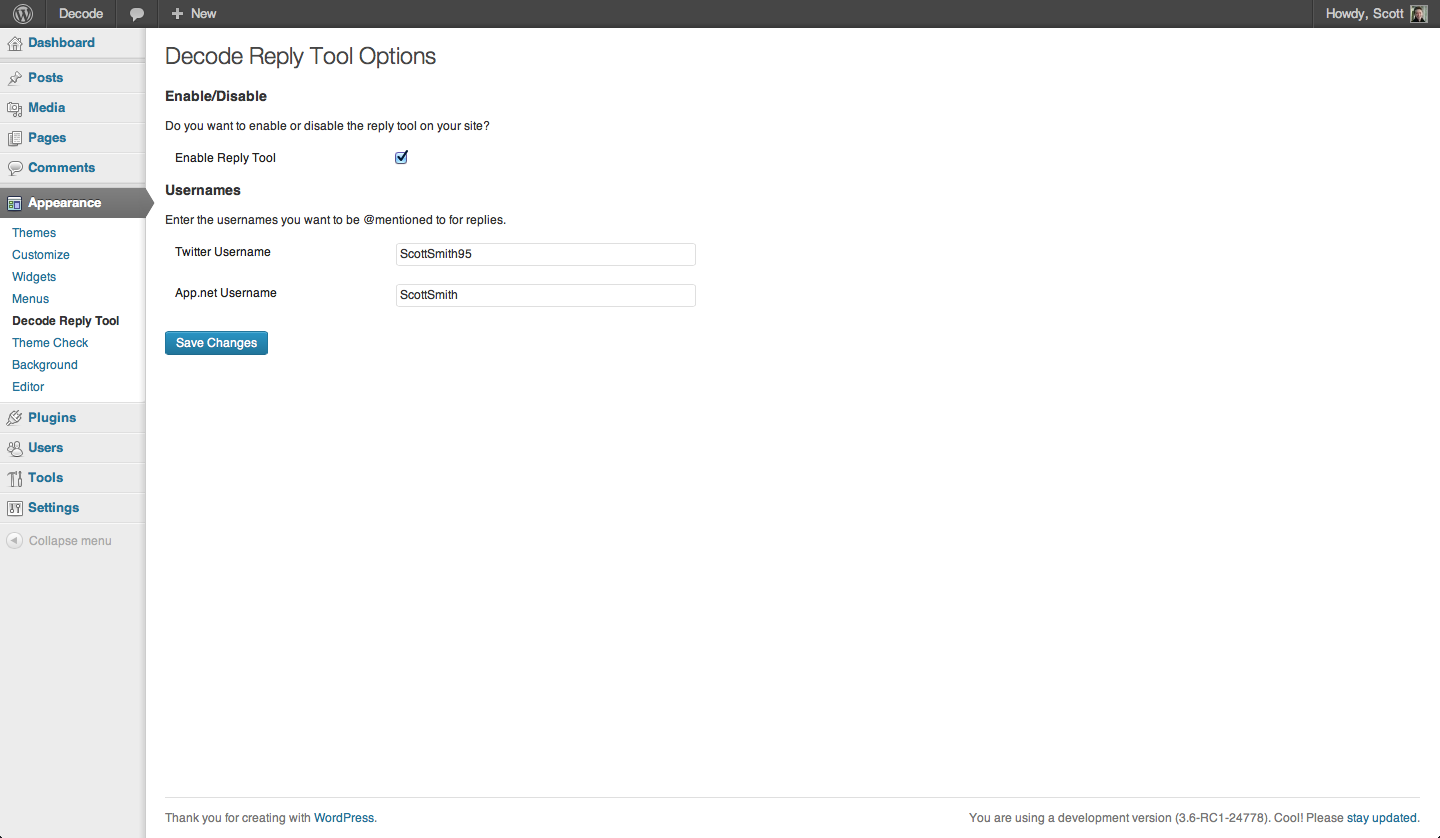 Decode
New
Howdy, Scott
Dashboard
Posts
Media
Pages
Comments
Appearance
Themes
Customize
Widgets
Menus
Decode Reply Tool
Theme Check
Background
Editor
Plugins
Users
Tools
Settings
Collapse menu
Decode Reply Tool Options
Enable/Disable
Do you want to enable or disable the reply tool on your site?
Enable Reply Tool
Usernames
Enter the usernames you want to be @mentioned to for replies.
Twitter Username
ScottSmith95
App.net Username
ScottSmith
Save Changes
Thank you for creating with WordPress.
You are using a development version (3.6-RC1-24778). Cool! Please stay updated.